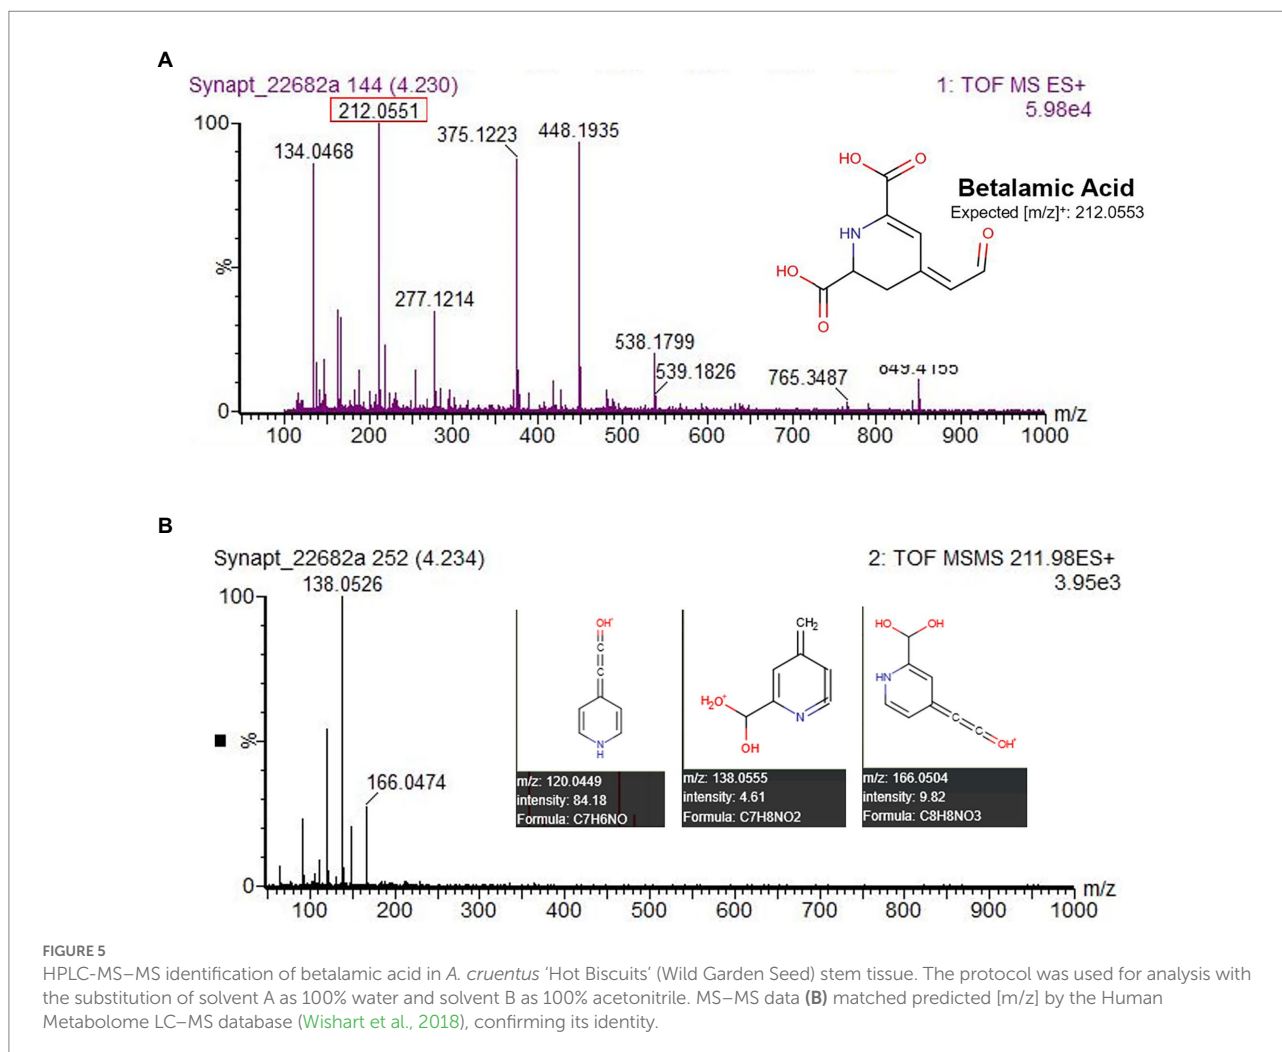 A
Synapt_22682a 144 (4.230)
1: TOF MS ES+
5.98e4
212.0551
100
134.0468
375.1223
448.1935
HO
O
Betalamic Acid
Expected [m/z]⁺: 212.0553
HN
O
HO
O
%
277.1214
538.1799
539.1826
765.3487
849.4155
0
m/z
100 200 300 400 500 600 700 800 900 1000
B
Synapt_22682a 252 (4.234)
2: TOF MSMS 211.98ES+
3.95e3
138.0526
100
OH⁺
C
C
N
H
CH₂
H₂O⁺
OH
N
HO
OH
HN
C
C
OH⁺
%
166.0474
m/z: 120.0449
intensity: 84.18
Formula: C7H6NO
m/z: 138.0555
intensity: 4.61
Formula: C7H8NO2
m/z: 166.0504
intensity: 9.82
Formula: C8H8NO3
0
m/z
100 200 300 400 500 600 700 800 900 1000
FIGURE 5
HPLC-MS–MS identification of betalamic acid in A. cruentus ‘Hot Biscuits’ (Wild Garden Seed) stem tissue. The protocol was used for analysis with
the substitution of solvent A as 100% water and solvent B as 100% acetonitrile. MS–MS data (B) matched predicted [m/z] by the Human
Metabolome LC–MS database (Wishart et al., 2018), confirming its identity.